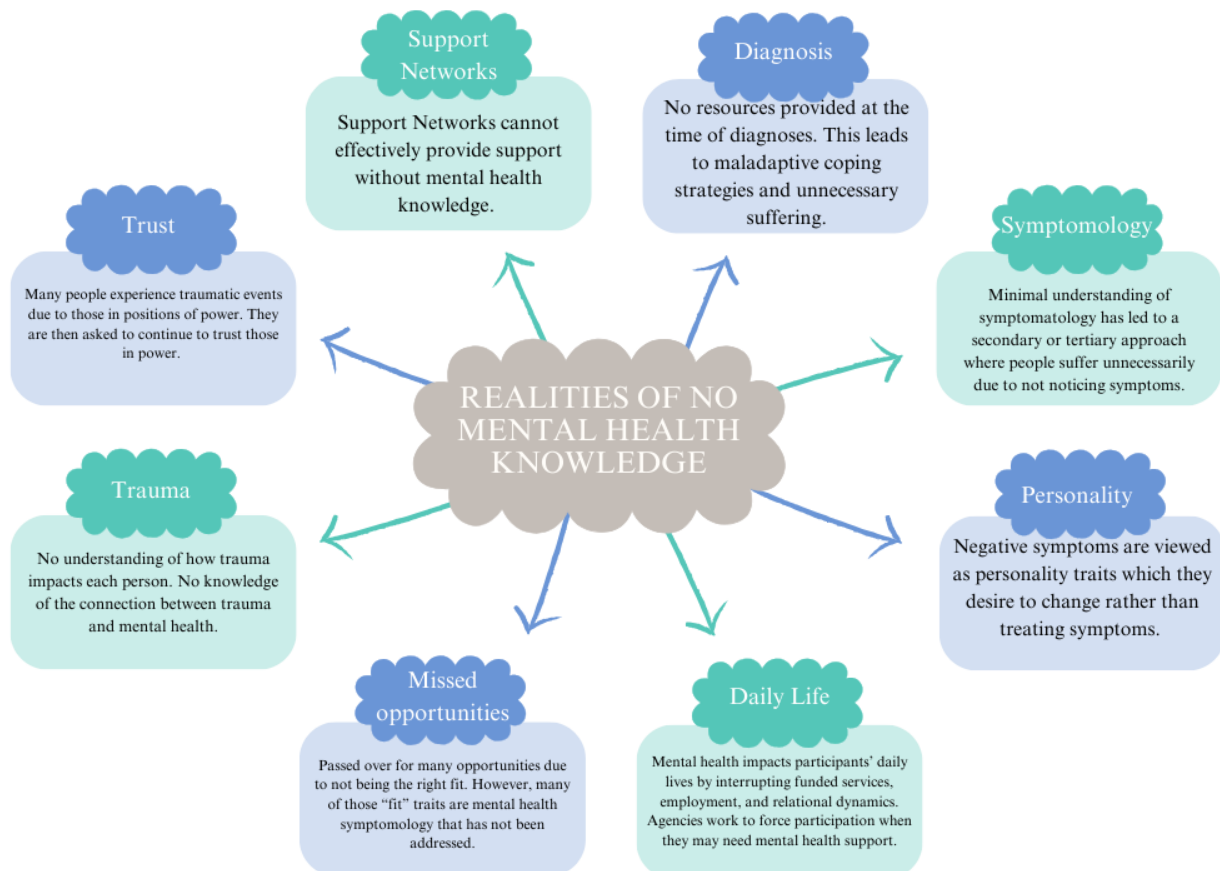 REALITIES OF NO
MENTAL HEALTH
KNOWLEDGE
Support
Networks
Support Networks cannot
effectively provide support
without mental health
knowledge.
Diagnosis
No resources provided at the
time of diagnoses. This leads
to maladaptive coping
strategies and unnecessary
suffering.
Symptomology
Minimal understanding of
symptomatology has led to a
secondary or tertiary approach
where people suffer unnecessarily
due to not noticing symptoms.
Personality
Negative symptoms are viewed
as personality traits which they
desire to change rather than
treating symptoms.
Daily Life
Mental health impacts participants’ daily
lives by interrupting funded services,
employment, and relational dynamics.
Agencies work to force participation when
they may need mental health support.
Missed
opportunities
Passed over for many opportunities due
to not being the right fit. However, many
of those “fit” traits are mental health
symptomology that has not been
addressed.
Trauma
No understanding of how trauma
impacts each person. No knowledge
of the connection between trauma
and mental health.
Trust
Many people experience traumatic events
due to those in positions of power. They
are then asked to continue to trust those
in power.